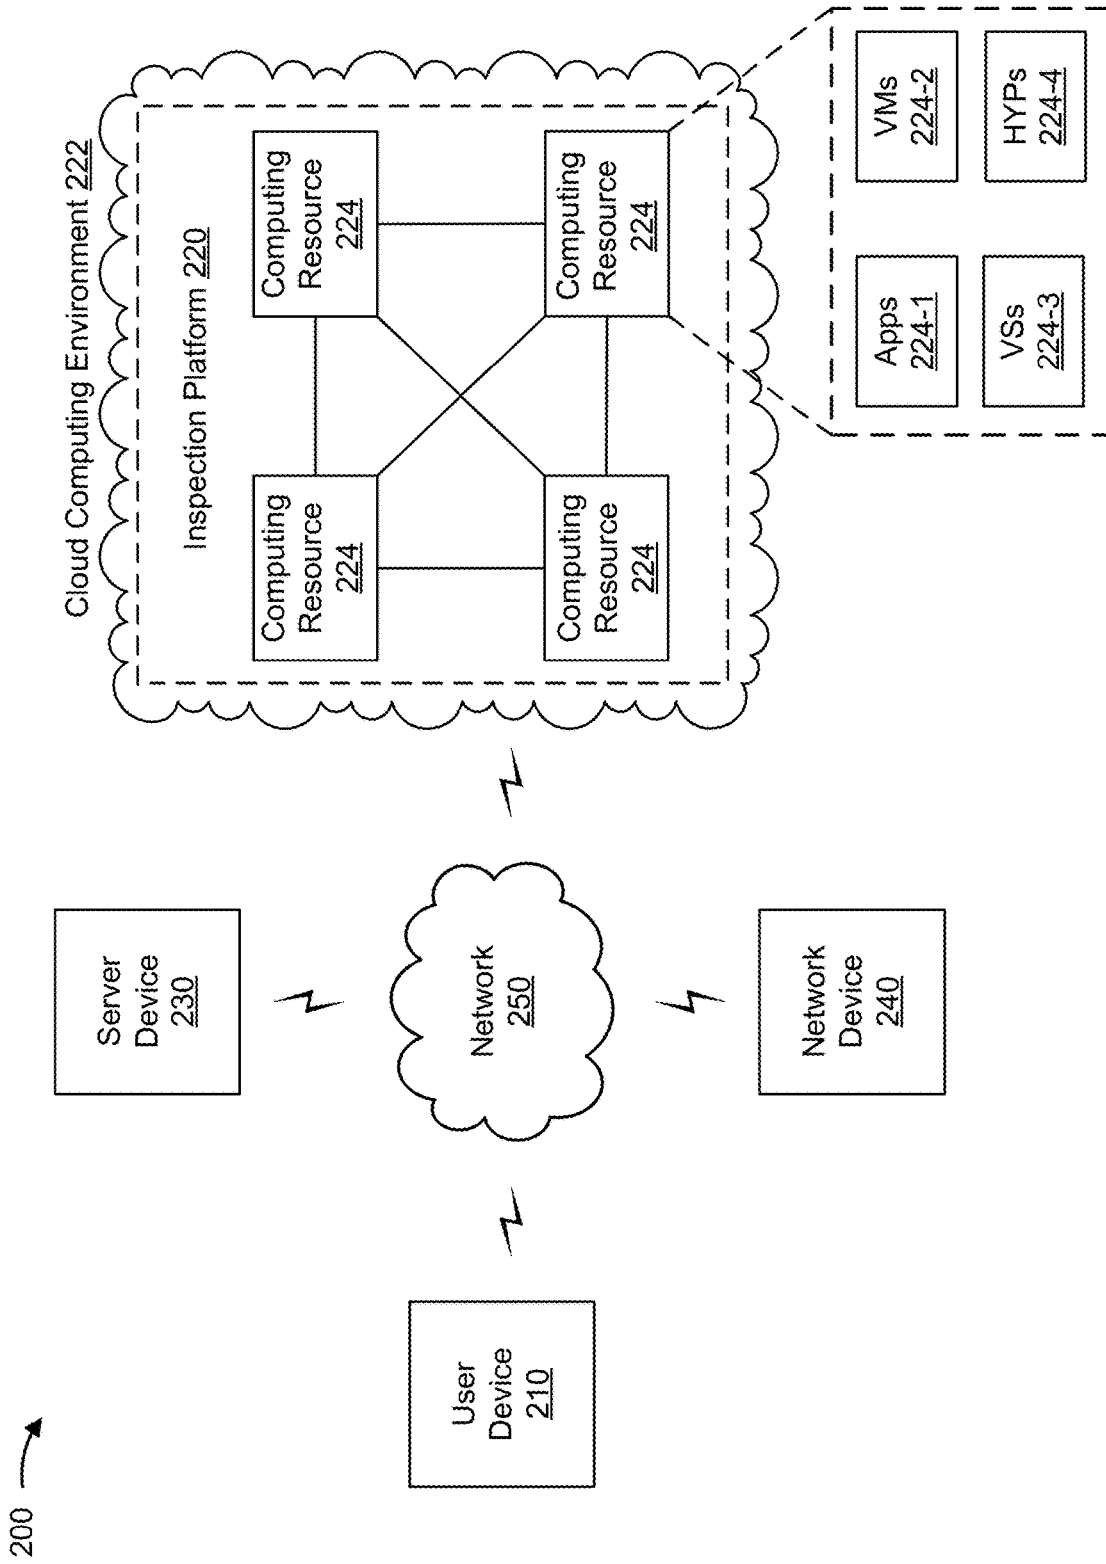 200
Cloud Computing Environment 222
Inspection Platform 220
Computing
Resource
224
Computing
Resource
224
Computing
Resource
224
Computing
Resource
224
Server
Device
230
User
Device
210
Network
250
Network
Device
240
Apps
224-1
VMs
224-2
VSs
224-3
HYPs
224-4